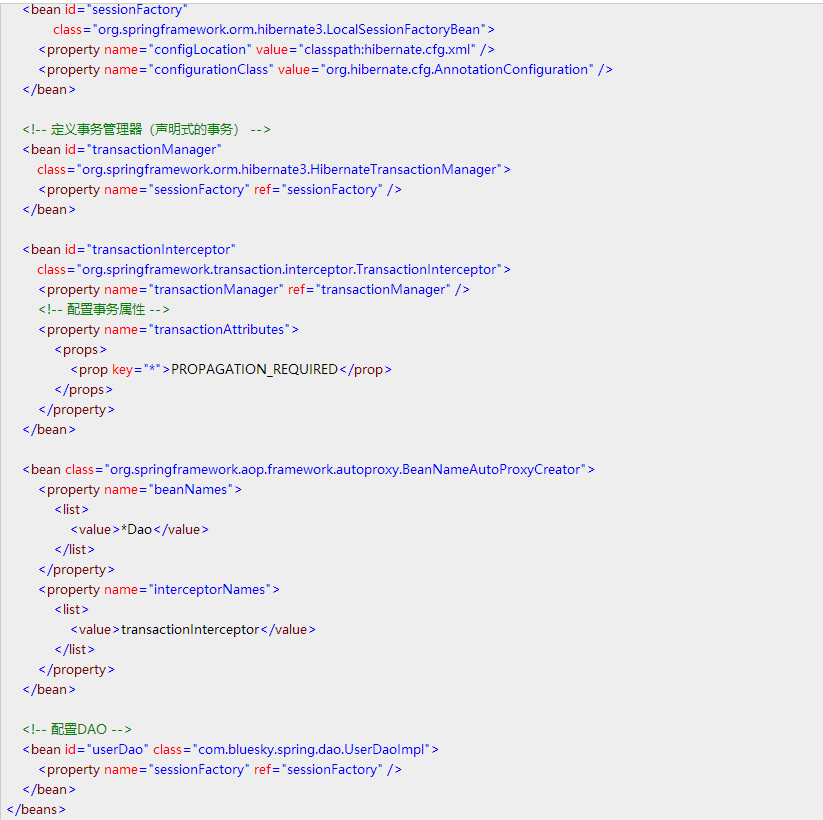 <bean id="sessionFactory"
class="org.springframework.orm.hibernate3.LocalSessionFactoryBean">
<property name="configLocation" value="classpath:hibernate.cfg.xml" />
<property name="configurationClass" value="org.hibernate.cfg.AnnotationConfiguration" />
</bean>
<!-- 定义事务管理器（声明式的事务） -->
<bean id="transactionManager"
class="org.springframework.orm.hibernate3.HibernateTransactionManager">
<property name="sessionFactory" ref="sessionFactory" />
</bean>
<bean id="transactionInterceptor"
class="org.springframework.transaction.interceptor.TransactionInterceptor">
<property name="transactionManager" ref="transactionManager" />
<!-- 配置事务属性 -->
<property name="transactionAttributes">
<props>
<prop key="*">PROPAGATION_REQUIRED</prop>
</props>
</property>
</bean>
<bean class="org.springframework.aop.framework.autoproxy.BeanNameAutoProxyCreator">
<property name="beanNames">
<list>
<value>*Dao</value>
</list>
</property>
<property name="interceptorNames">
<list>
<value>transactionInterceptor</value>
</list>
</property>
</bean>
<!-- 配置DAO -->
<bean id="userDao" class="com.bluesky.spring.dao.UserDaoImpl">
<property name="sessionFactory" ref="sessionFactory" />
</bean>
</beans>